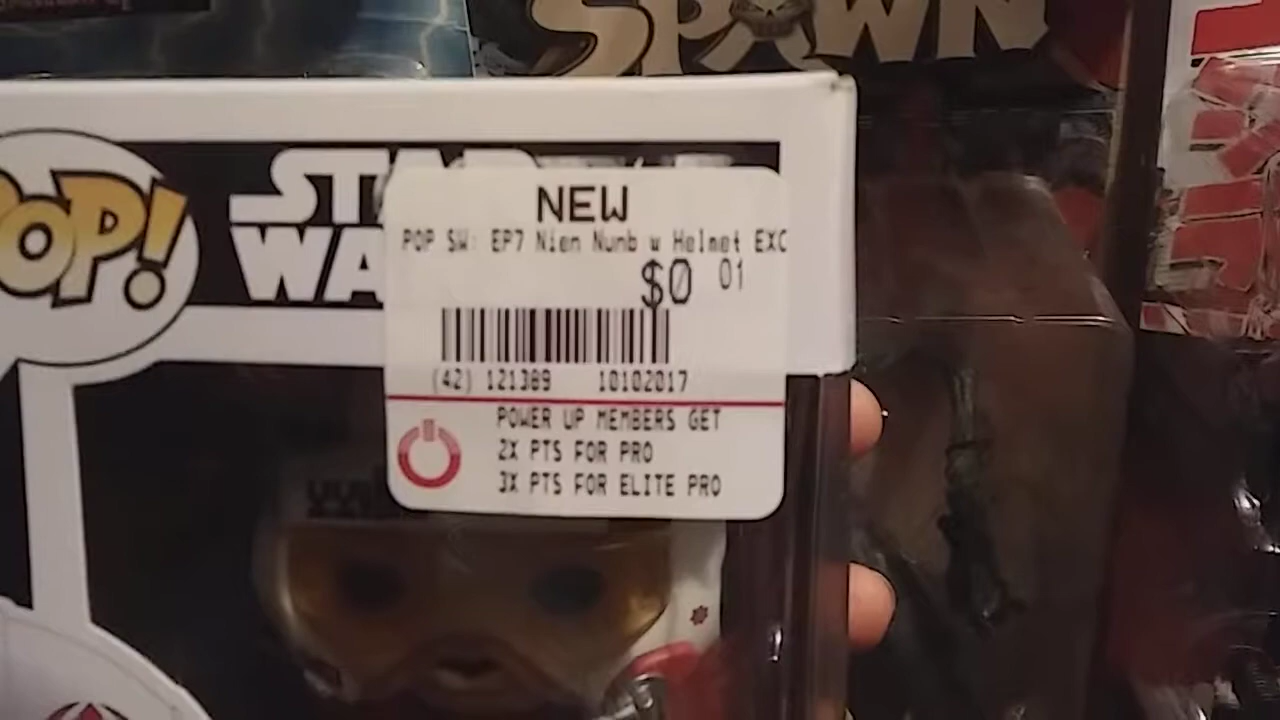 SPAWN
POP!
STAR
WA
NEW
POP SW: EP7 Nien Nunb w Helmet EXC
$0 01
(42) 121389 10102017
POWER UP MEMBERS GET
2X PTS FOR PRO
3X PTS FOR ELITE PRO